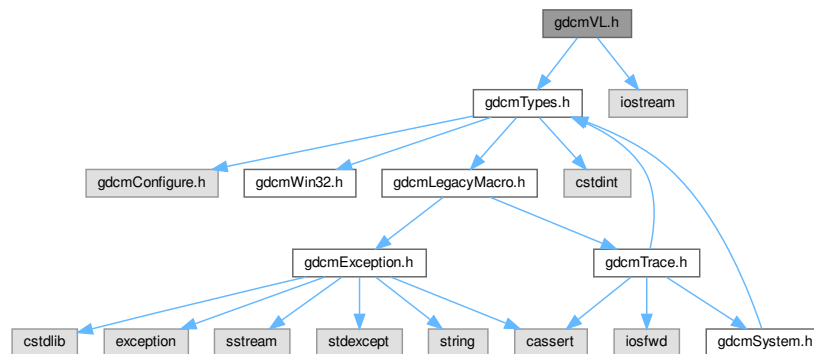 gdcmVL.h
gdcmTypes.h
iostream
gdcmConfigure.h
gdcmWin32.h
gdcmLegacyMacro.h
cstdint
gdcmException.h
gdcmTrace.h
cstdlib
exception
sstream
stdexcept
string
cassert
iosfwd
gdcmSystem.h